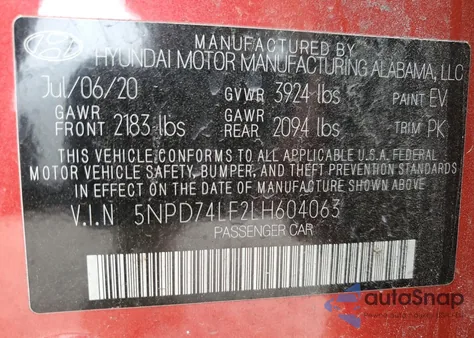 MANUFACTURED BY
HYUNDAI MOTOR MANUFACTURING ALABAMA, LLC
Jul/06/20 GVWR 3924 lbs PAINT EV
GAWR FRONT 2183 lbs GAWR REAR 2094 lbs TRIM PK
THIS VEHICLE CONFORMS TO ALL APPLICABLE U.S.A. FEDERAL
MOTOR VEHICLE SAFETY, BUMPER, AND THEFT PREVENTION STANDARDS
IN EFFECT ON THE DATE OF MANUFACTURE SHOWN ABOVE.
V.I.N 5NPD74LF2LH604063
PASSENGER CAR
autoSnap